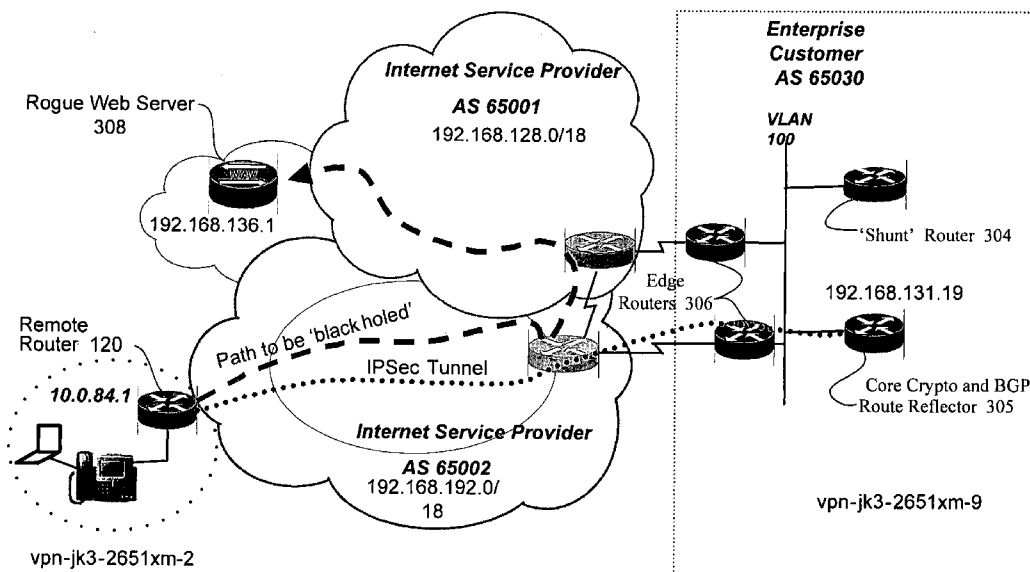 Enterprise
Customer
AS 65030
Internet Service Provider
AS 65001
192.168.128.0/18
VLAN
100
Rogue Web Server
308
WWW
192.168.136.1
'Shunt' Router 304
Edge
Routers 306
192.168.131.19
Remote
Router 120
Path to be 'black holed'
IPSec Tunnel
10.0.84.1
Core Crypto and BGP
Route Reflector 305
Internet Service Provider
AS 65002
192.168.192.0/
18
vpn-jk3-2651xm-9
vpn-jk3-2651xm-2